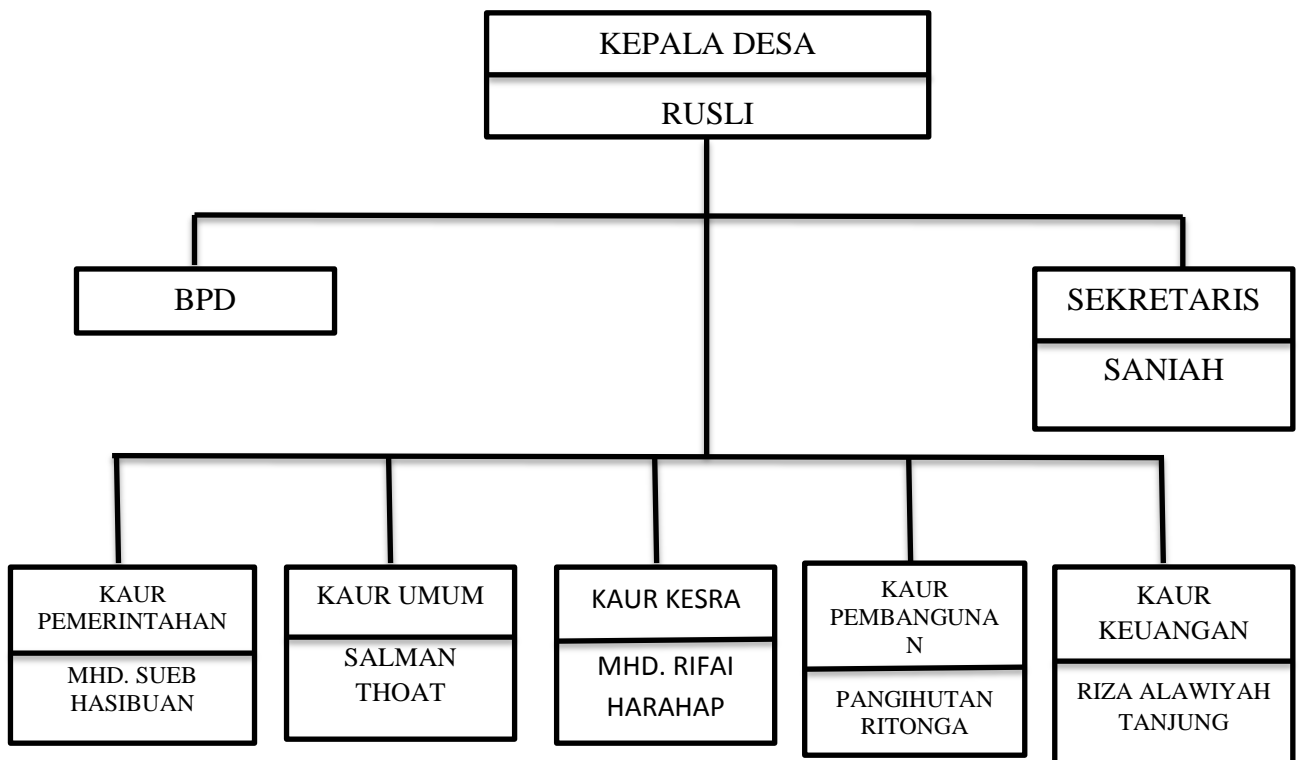 KEPALA DESA
RUSLI
BPD
SEKRETARIS
SANIAH
KAUR
PEMERINTAHAN
MHD. SUEB
HASIBUAN
KAUR UMUM
SALMAN
THOAT
KAUR KESRA
MHD. RIFAI
HARAHAP
KAUR
PEMBANGUNA
N
PANGIHUTAN
RITONGA
KAUR
KEUANGAN
RIZA ALAWIYAH
TANJUNG